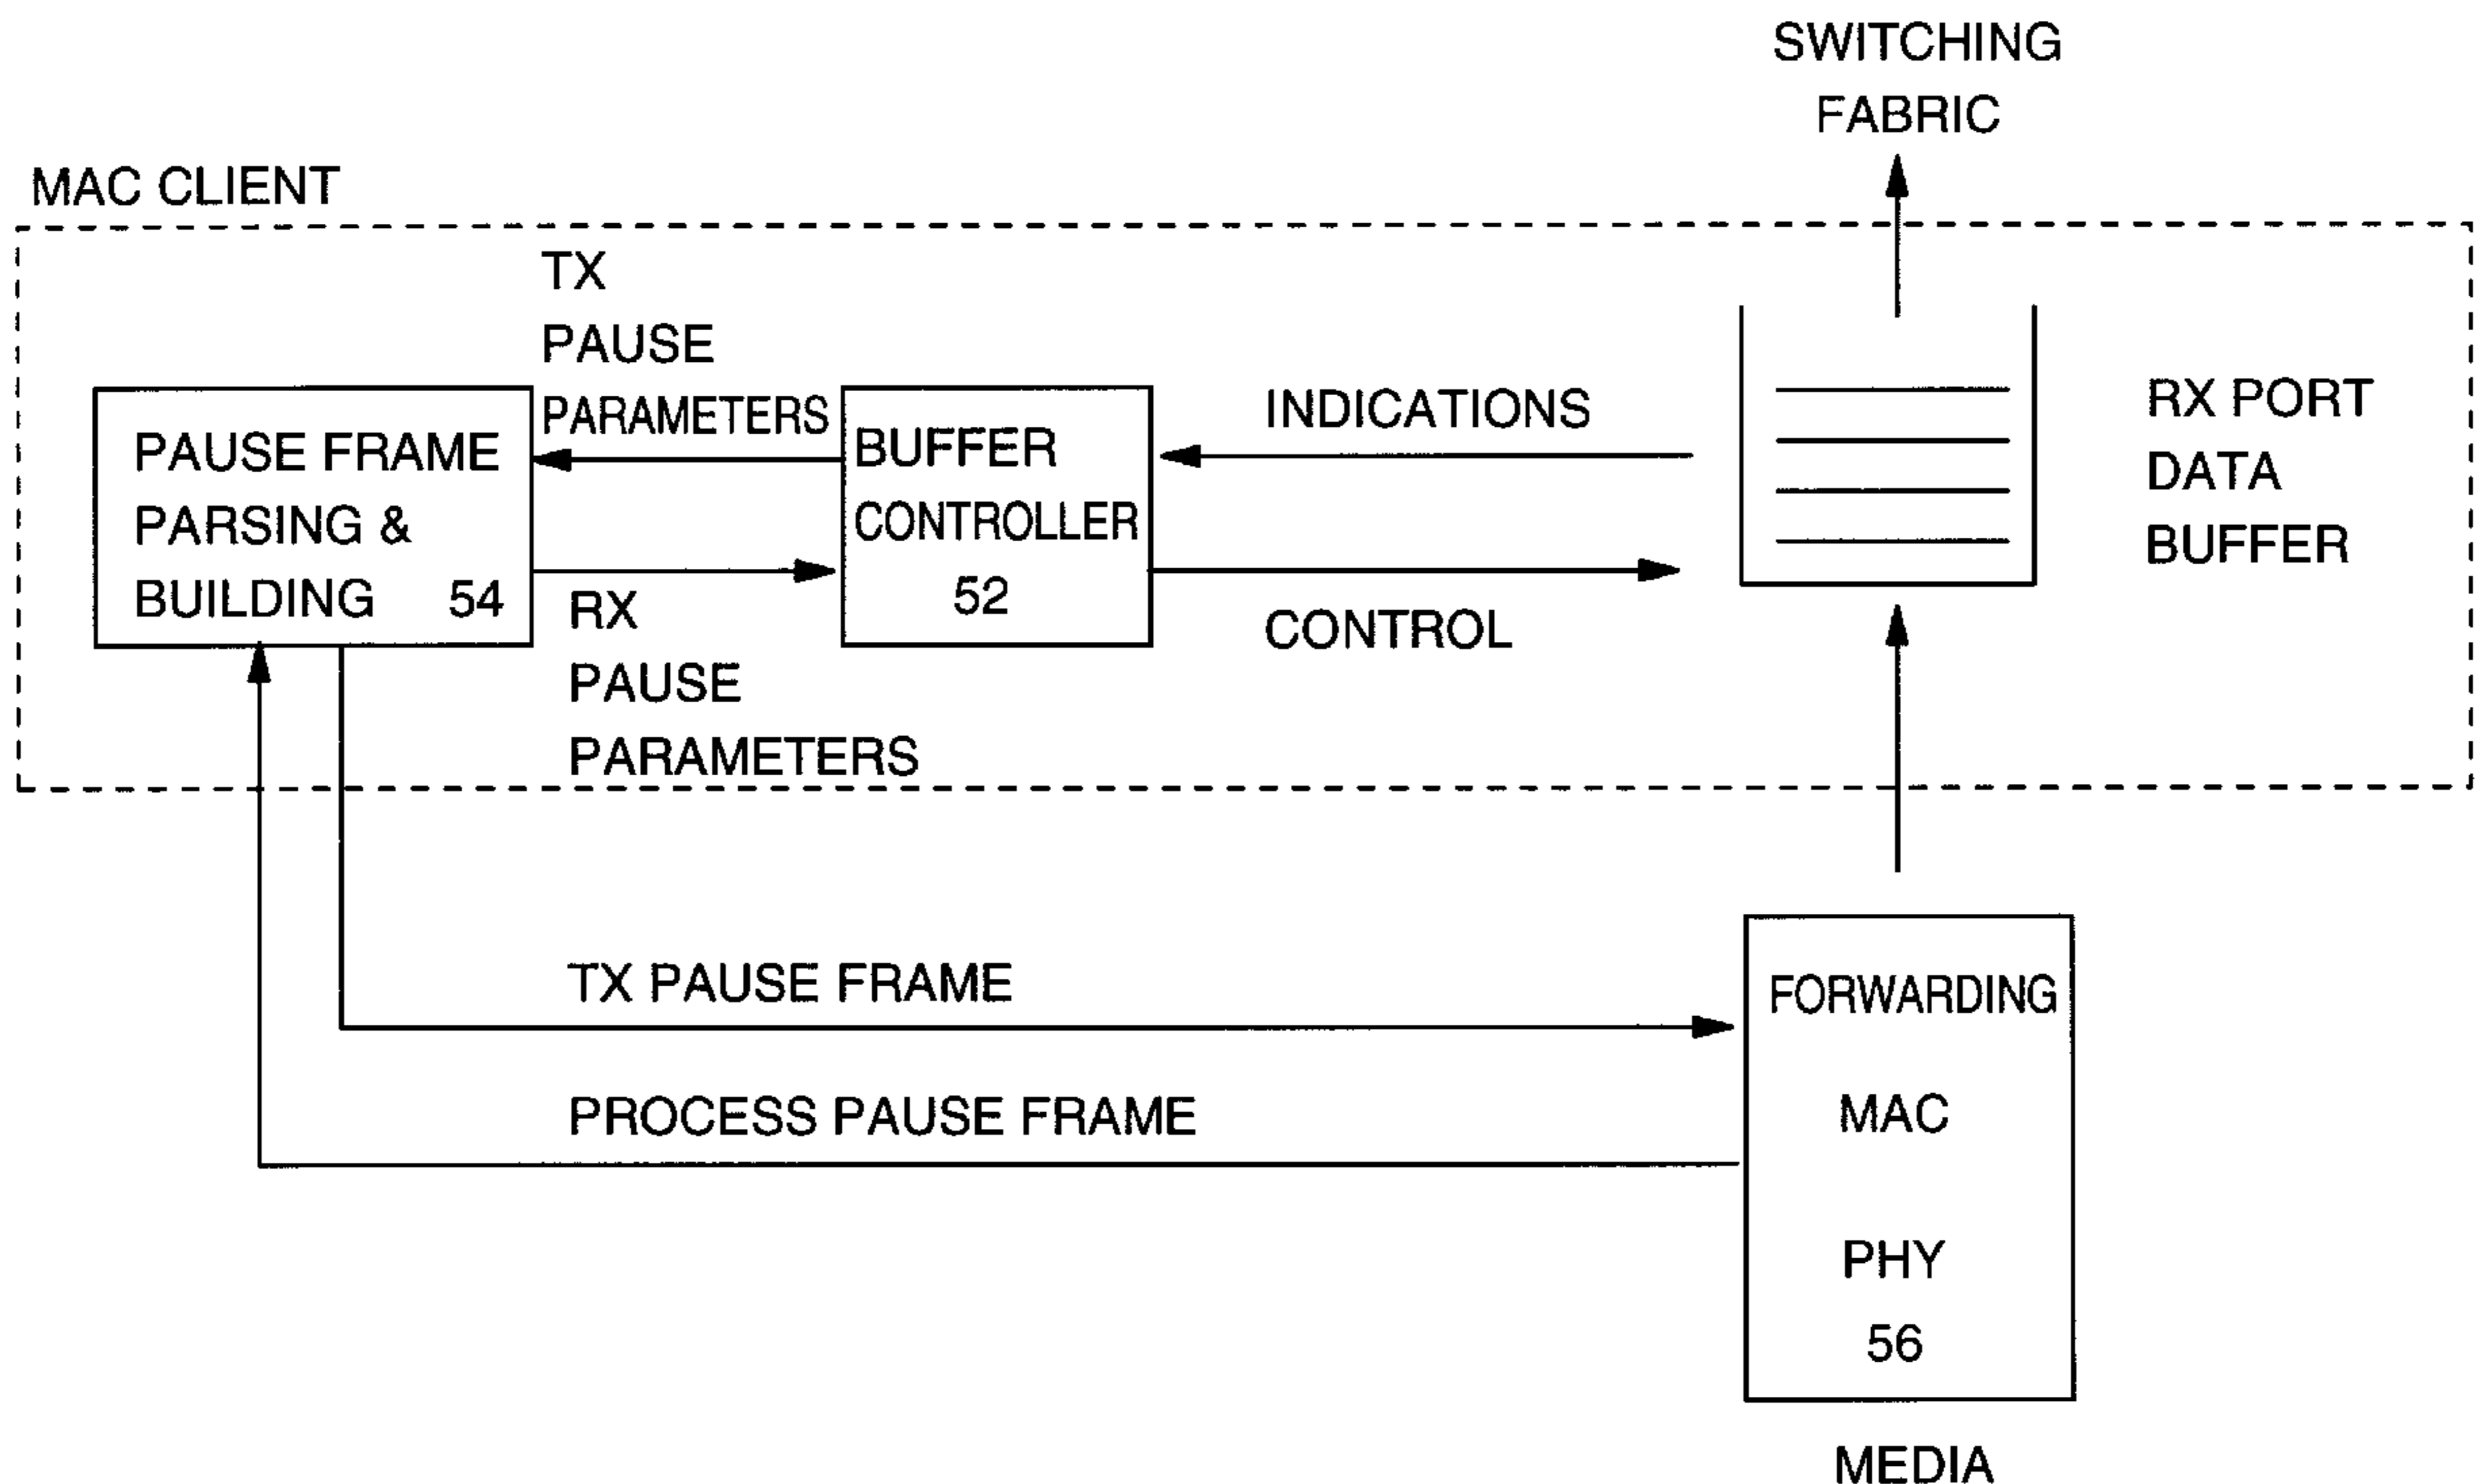 SWITCHING
FABRIC
MAC CLIENT
TX
PAUSE
PARAMETERS
PAUSE FRAME
PARSING &
BUILDING 54
BUFFER
CONTROLLER
52
RX
PAUSE
PARAMETERS
INDICATIONS
CONTROL
RX PORT
DATA
BUFFER
TX PAUSE FRAME
PROCESS PAUSE FRAME
FORWARDING
MAC
PHY
56
MEDIA